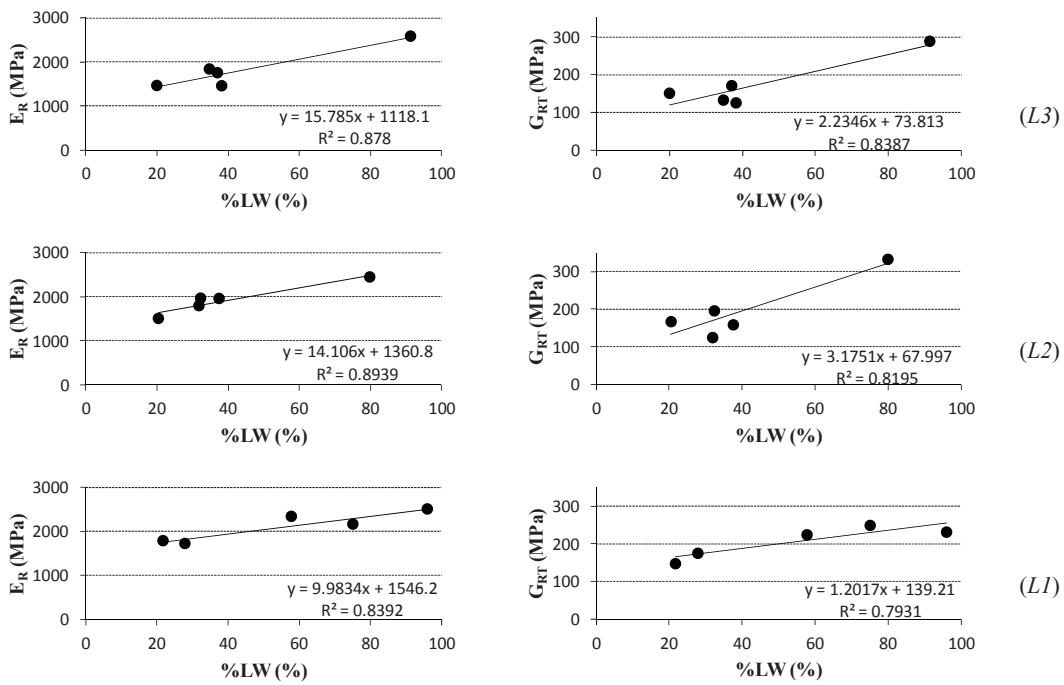 E_R (MPa)
3000
2000
1000
0
y = 15.785x + 1118.1
R² = 0.878
0 20 40 60 80 100
%LW (%)
G_RT (MPa)
300
200
100
0
y = 2.2346x + 73.813
R² = 0.8387
0 20 40 60 80 100
%LW (%)
(L3)
E_R (MPa)
3000
2000
1000
0
y = 14.106x + 1360.8
R² = 0.8939
0 20 40 60 80 100
%LW (%)
G_RT (MPa)
300
200
100
0
y = 3.1751x + 67.997
R² = 0.8195
0 20 40 60 80 100
%LW (%)
(L2)
E_R (MPa)
3000
2000
1000
0
y = 9.9834x + 1546.2
R² = 0.8392
0 20 40 60 80 100
%LW (%)
G_RT (MPa)
300
200
100
0
y = 1.2017x + 139.21
R² = 0.7931
0 20 40 60 80 100
%LW (%)
(L1)